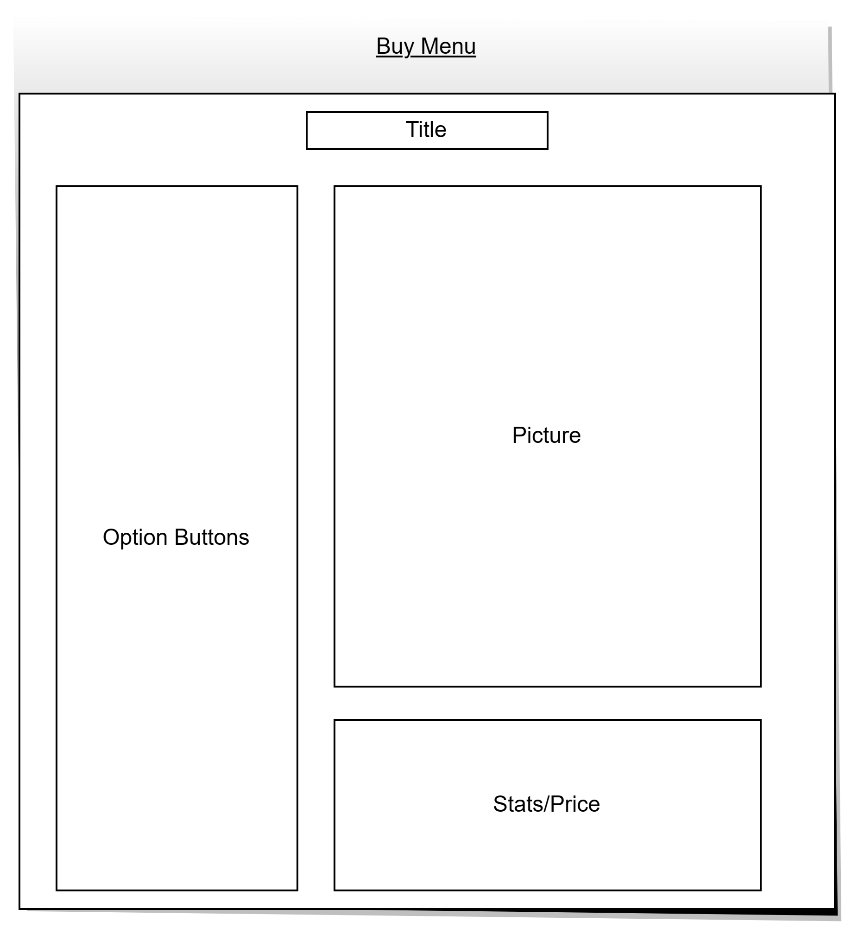 Buy Menu
Title
Picture
Option Buttons
Stats/Price